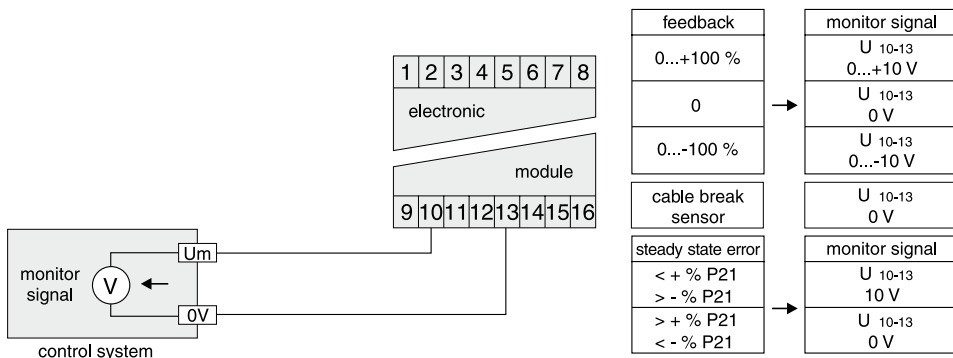 1 2 3 4 5 6 7 8
electronic
module
9 10 11 12 13 14 15 16
Um
monitor
signal
V
0V
control system
feedback
monitor signal
0...+100 %
U 10-13
0...+10 V
0
U 10-13
0 V
0...-100 %
U 10-13
0...-10 V
cable break
sensor
U 10-13
0 V
steady state error
monitor signal
< + % P21
> - % P21
U 10-13
10 V
> + % P21
< - % P21
U 10-13
0 V